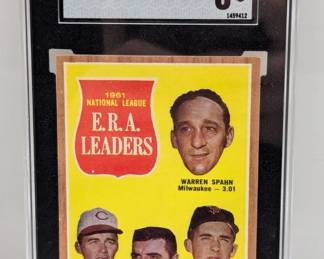 1459412
1961
NATIONAL LEAGUE
E.R.A.
LEADERS
WARREN SPAHN
Milwaukee — 3.01